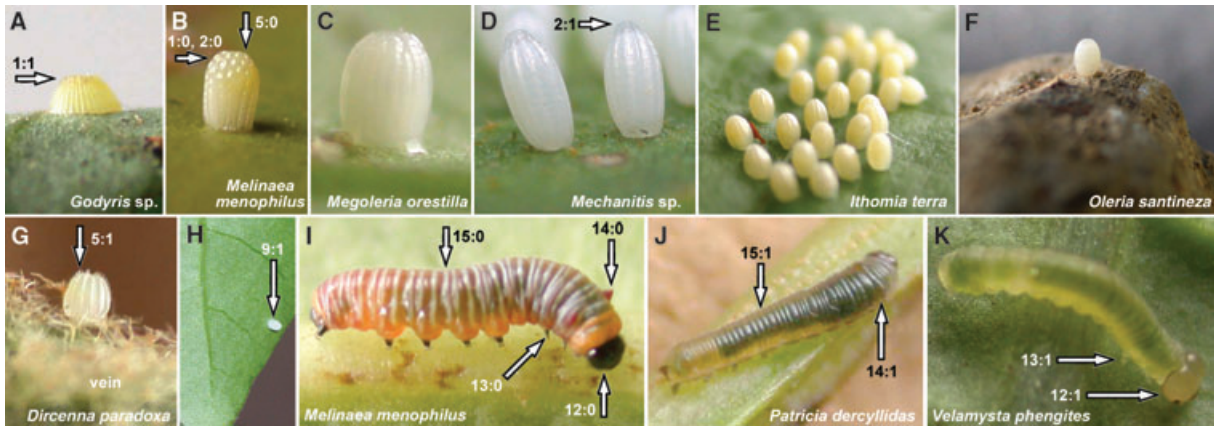 A
1:1
Godyris sp.
B
5:0
1:0, 2:0
Melinaea
menophilus
C
Megoleria orestilla
D
2:1
Mechanitis sp.
E
Ithomia terra
F
Oleria santineza
G
5:1
vein
Dircenna paradoxa
H
9:1
I
15:0
14:0
13:0
12:0
Melinaea menophilus
J
15:1
14:1
Patricia dercyllidas
K
13:1
12:1
Velamysta phengites